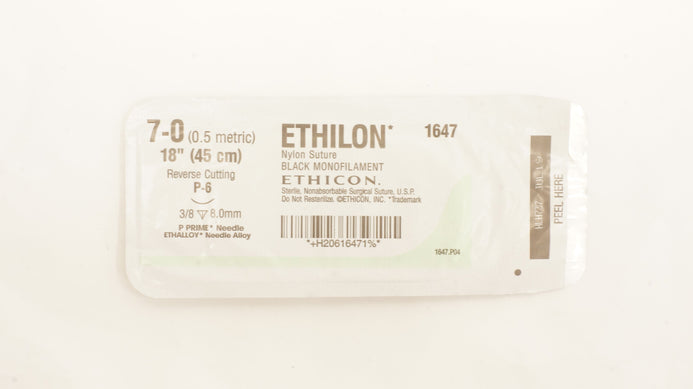 7-0 (0.5 metric)
18" (45 cm)
Reverse Cutting
P-6
3/8 8.0mm
P PRIME* Needle
ETHALLOY* Needle Alloy
ETHILON*
1647
Nylon Suture
BLACK MONOFILAMENT
ETHICON.
Sterile, Nonabsorbable Surgical Suture, U.S.P.
Do Not Resterilize. ©ETHICON, INC. *Trademark
*+H20616471%*
1647.P04
PEEL HERE